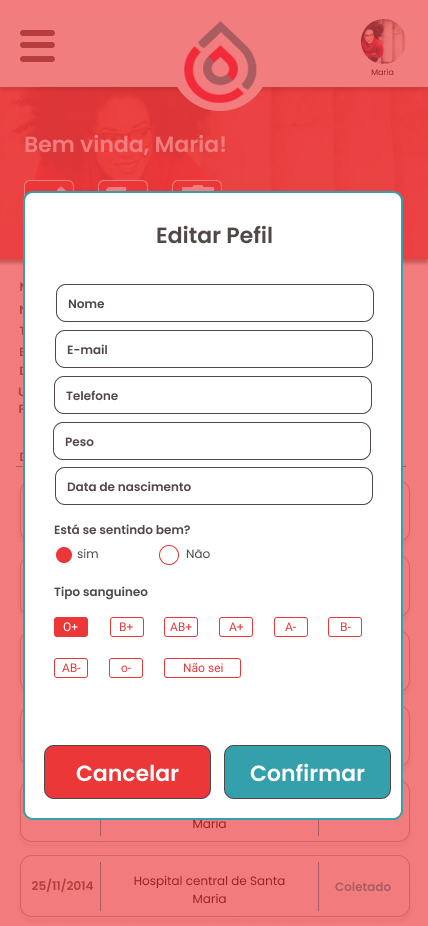 Maria
Bem vinda, Maria!
Editar Pefil
Nome
E-mail
Telefone
Peso
Data de nascimento
Está se sentindo bem?
sim Não
Tipo sanguineo
O+ B+ AB+ A+ A- B-
AB- o- Não sei
Cancelar Confirmar
Maria
25/11/2014 Hospital central de Santa Coletado
Maria